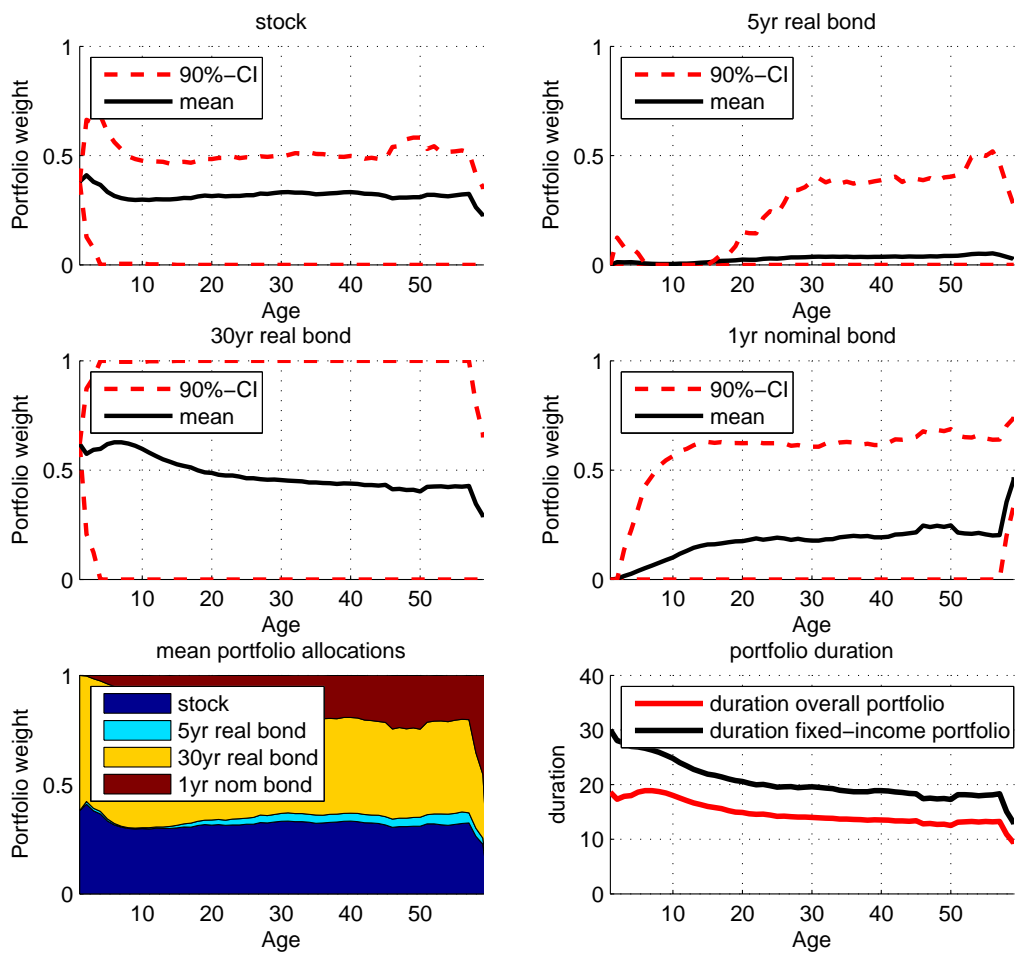 stock
1
0.5
0
Portfolio weight
90%−CI
mean
10 20 30 40 50
Age
5yr real bond
1
0.5
0
Portfolio weight
90%−CI
mean
10 20 30 40 50
Age
30yr real bond
1
0.5
0
Portfolio weight
90%−CI
mean
10 20 30 40 50
Age
1yr nominal bond
1
0.5
0
Portfolio weight
90%−CI
mean
10 20 30 40 50
Age
mean portfolio allocations
1
0.5
0
Portfolio weight
stock
5yr real bond
30yr real bond
1yr nom bond
10 20 30 40 50
Age
portfolio duration
40
30
20
10
0
duration
duration overall portfolio
duration fixed−income portfolio
10 20 30 40 50
Age